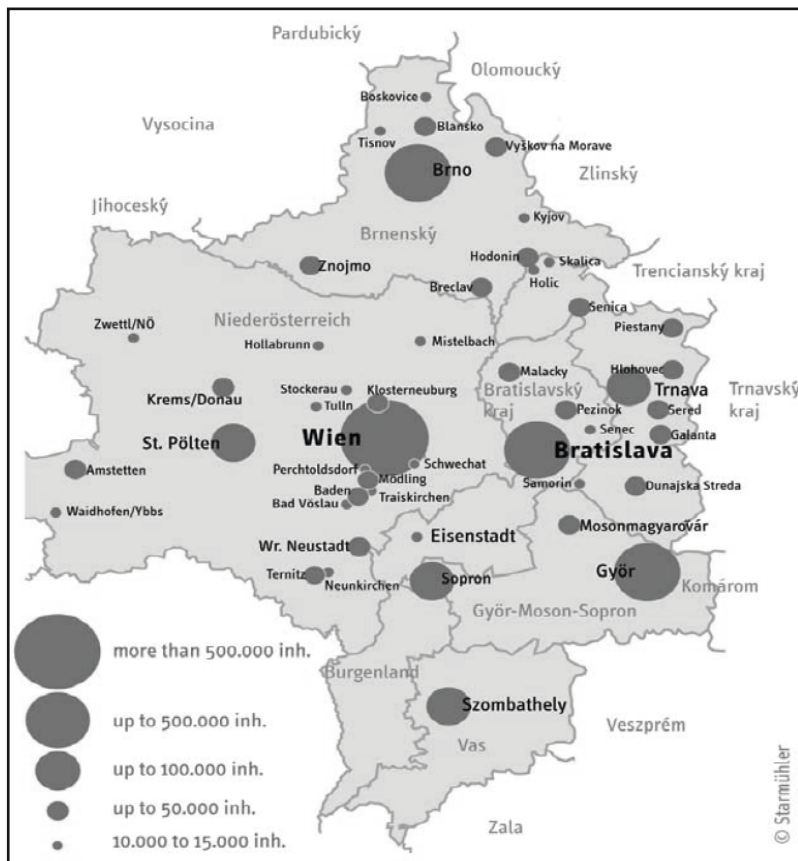 Pardubický
Olomoucký
Boskovice
Vysocina
Blansko
Tisnov
Vyškov na Morave
Brno
Zlinský
Jihoceský
Kyjov
Brnenský
Hodonin
Skalica
Znojmo
Holic
Trencianský kraj
Breclav
Senica
Niederösterreich
Piestany
Zwettl/NÖ
Hollabrunn
Mistelbach
Hlohovec
Malacky
Stockerau
Klosterneuburg
Bratislavský
kraj
Trnava
Trnavský
kraj
Krems/Donau
Tulln
Pezinok
Sered
Wien
Senec
St. Pölten
Galanta
Bratislava
Amstetten
Perchtoldsdorf
Schwechat
Mödling
Samorin
Dunajska Streda
Baden
Traiskirchen
Bad Vöslau
Waidhofen/Ybbs
Mosonmagyarovár
Eisenstadt
Wr. Neustadt
Györ
Ternitz
Neunkirchen
Sopron
Komárom
Györ-Moson-Sopron
more than 500.000 inh.
Burgenland
Szombathely
up to 500.000 inh.
Veszprém
Vas
up to 100.000 inh.
up to 50.000 inh.
Zala
10.000 to 15.000 inh.
© Starmühler